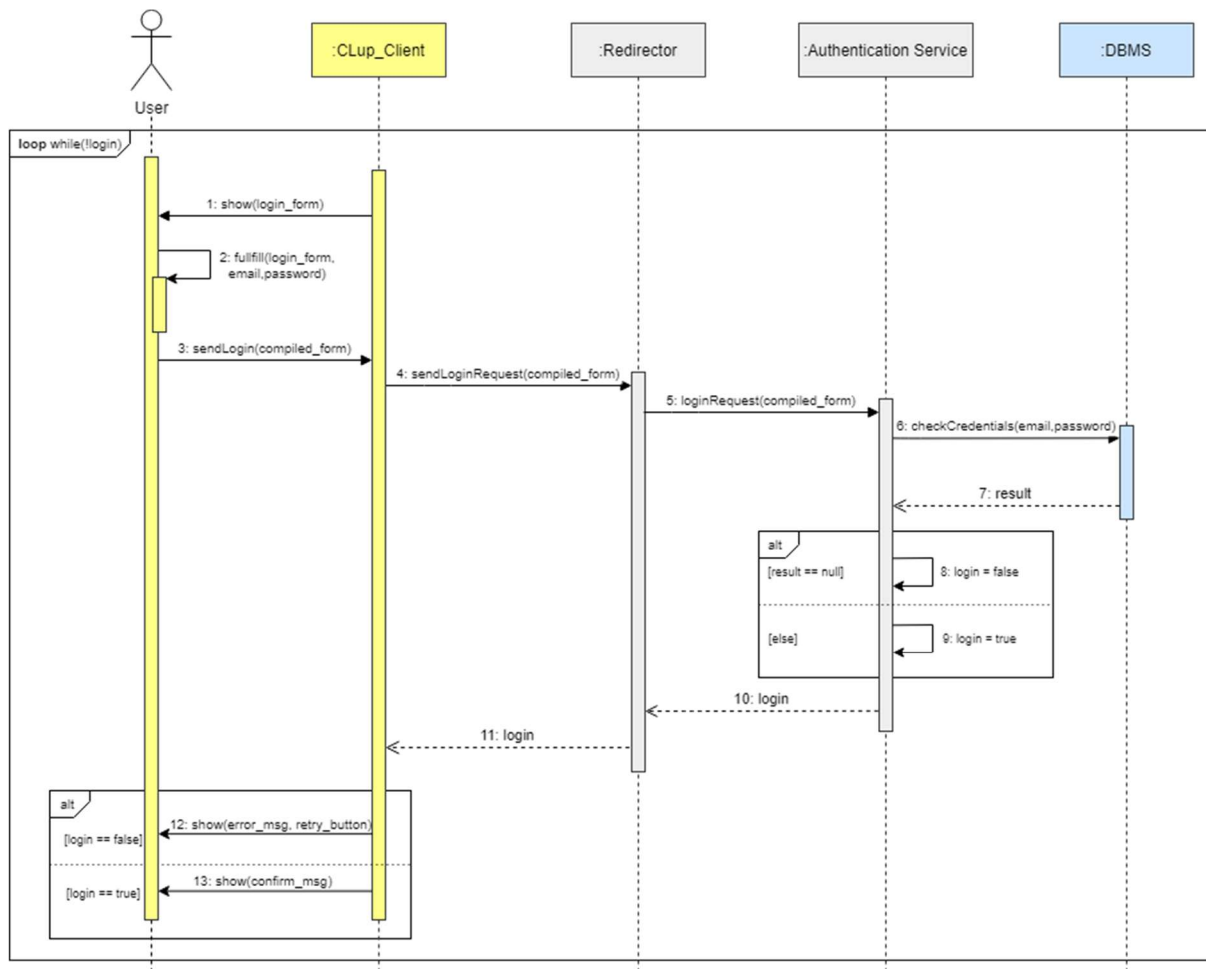 :CLup_Client
:Redirector
:Authentication Service
:DBMS
User
loop while(!login)
1: show(login_form)
2: fullfill(login_form,
email,password)
3: sendLogin(compiled_form)
4: sendLoginRequest(compiled_form)
5: loginRequest(compiled_form)
6: checkCredentials(email,password)
7: result
alt
[result == null]
8: login = false
[else]
9: login = true
10: login
11: login
alt
12: show(error_msg, retry_button)
[login == false]
13: show(confirm_msg)
[login == true]